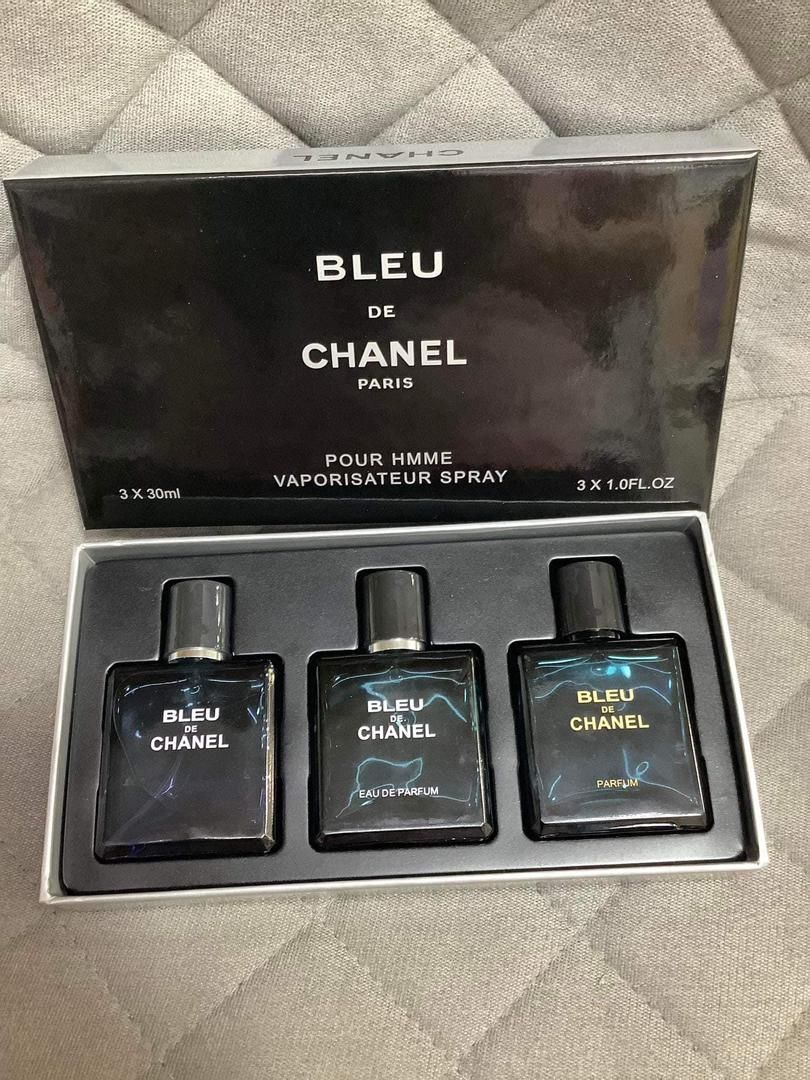 CHANEL
BLEU
DE
CHANEL
PARIS
POUR HMME
VAPORISATEUR SPRAY
3 X 30ml
3 X 1.0FL.OZ
BLEU
DE
CHANEL
BLEU
DE
CHANEL
EAU DE PARFUM
BLEU
DE
CHANEL
PARFUM